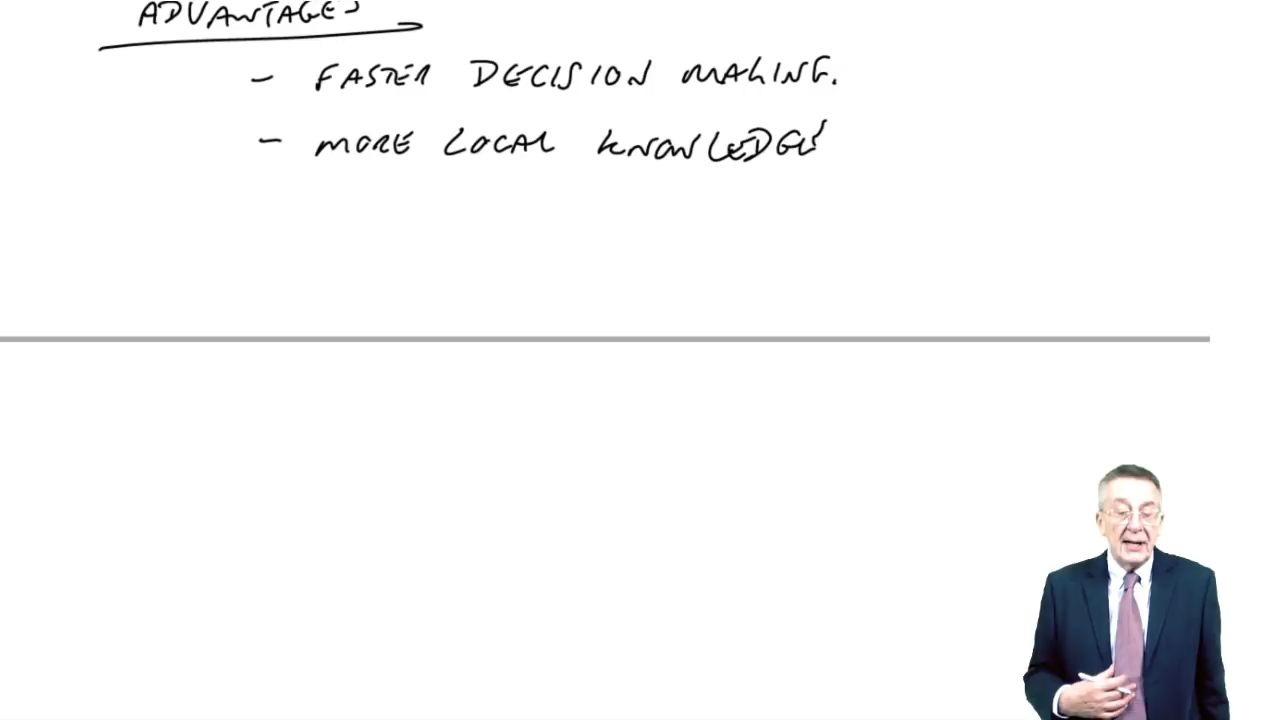 ADVANTAGES
- FASTER DECISION MAKING.
- MORE LOCAL KNOWLEDGE